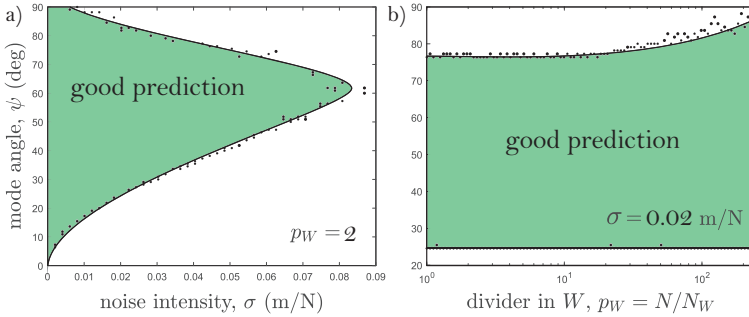 a)
90
80
70
60
50
40
30
20
10
0
mode angle, ψ (deg)
good prediction
p_W = 2
0 0.01 0.02 0.03 0.04 0.05 0.06 0.07 0.08 0.09
noise intensity, σ (m/N)
b)
90
80
70
60
50
40
30
20
good prediction
σ = 0.02 m/N
10^0 10^1 10^2
divider in W, p_W = N/N_W